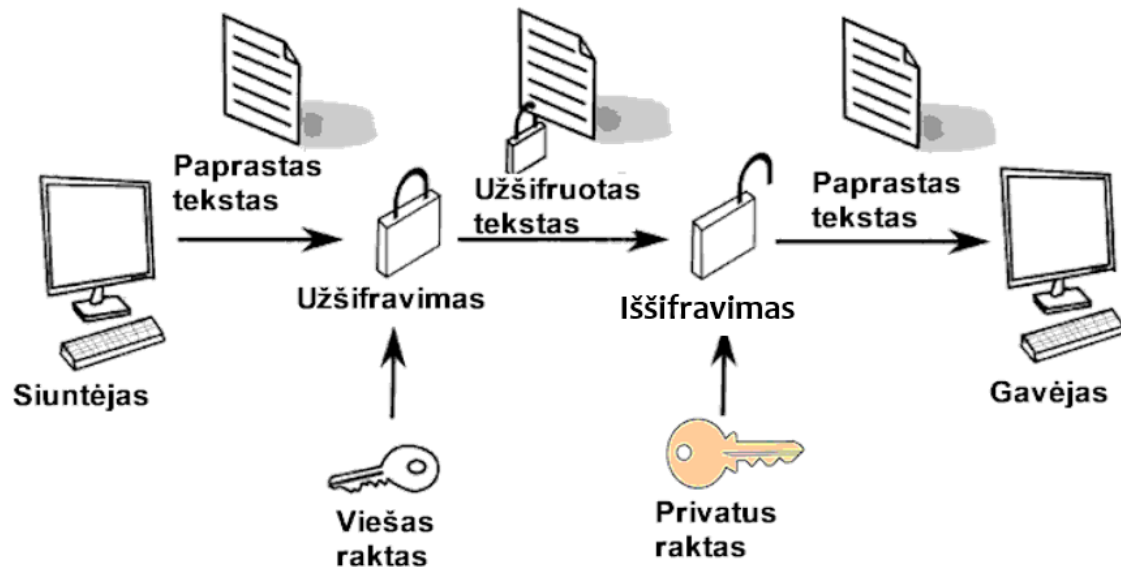 Paprastas
tekstas
Užšifruotas
tekstas
Paprastas
tekstas
Užšifravimas
Iššifravimas
Siuntėjas
Gavėjas
Viešas
raktas
Privatus
raktas